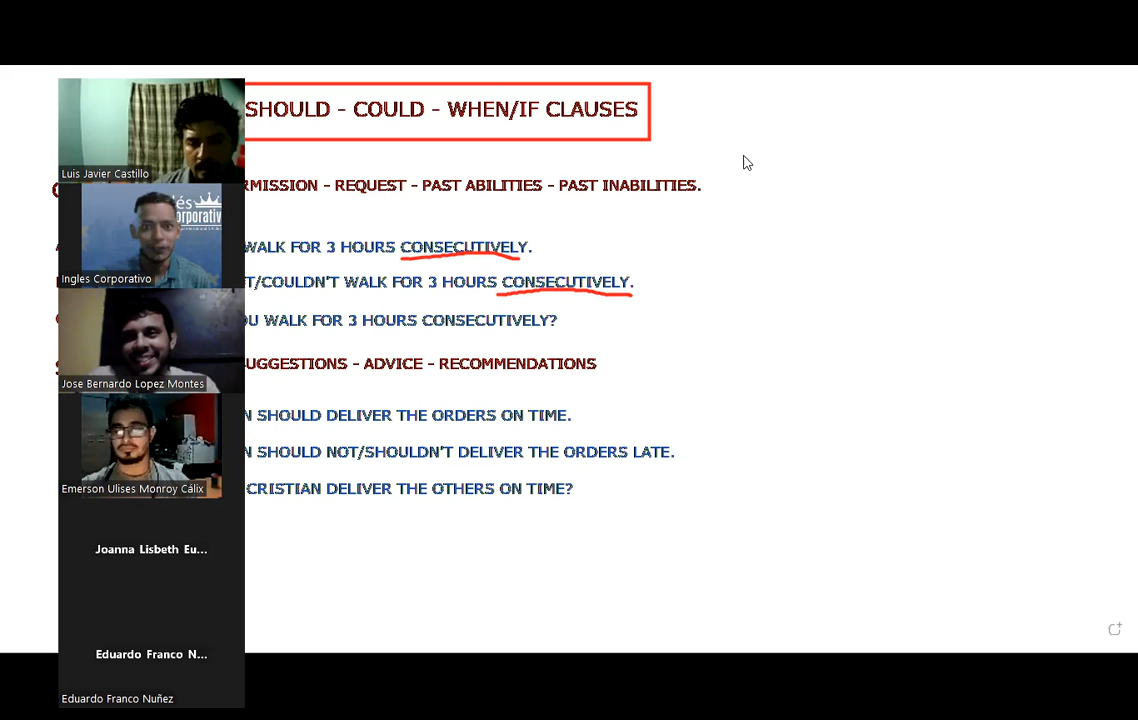 SHOULD - COULD - WHEN/IF CLAUSES
RMISSION - REQUEST - PAST ABILITIES - PAST INABILITIES.
WALK FOR 3 HOURS CONSECUTIVELY.
T/COULDN'T WALK FOR 3 HOURS CONSECUTIVELY.
OU WALK FOR 3 HOURS CONSECUTIVELY?
UGGESTIONS - ADVICE - RECOMMENDATIONS
N SHOULD DELIVER THE ORDERS ON TIME.
N SHOULD NOT/SHOULDN'T DELIVER THE ORDERS LATE.
CRISTIAN DELIVER THE OTHERS ON TIME?
Luis Javier Castillo
és
orporativ
Ingles Corporativo
Jose Bernardo Lopez Montes
Emerson Ulises Monroy Cálix
Joanna Lisbeth Eu...
Eduardo Franco N...
Eduardo Franco Nuñez